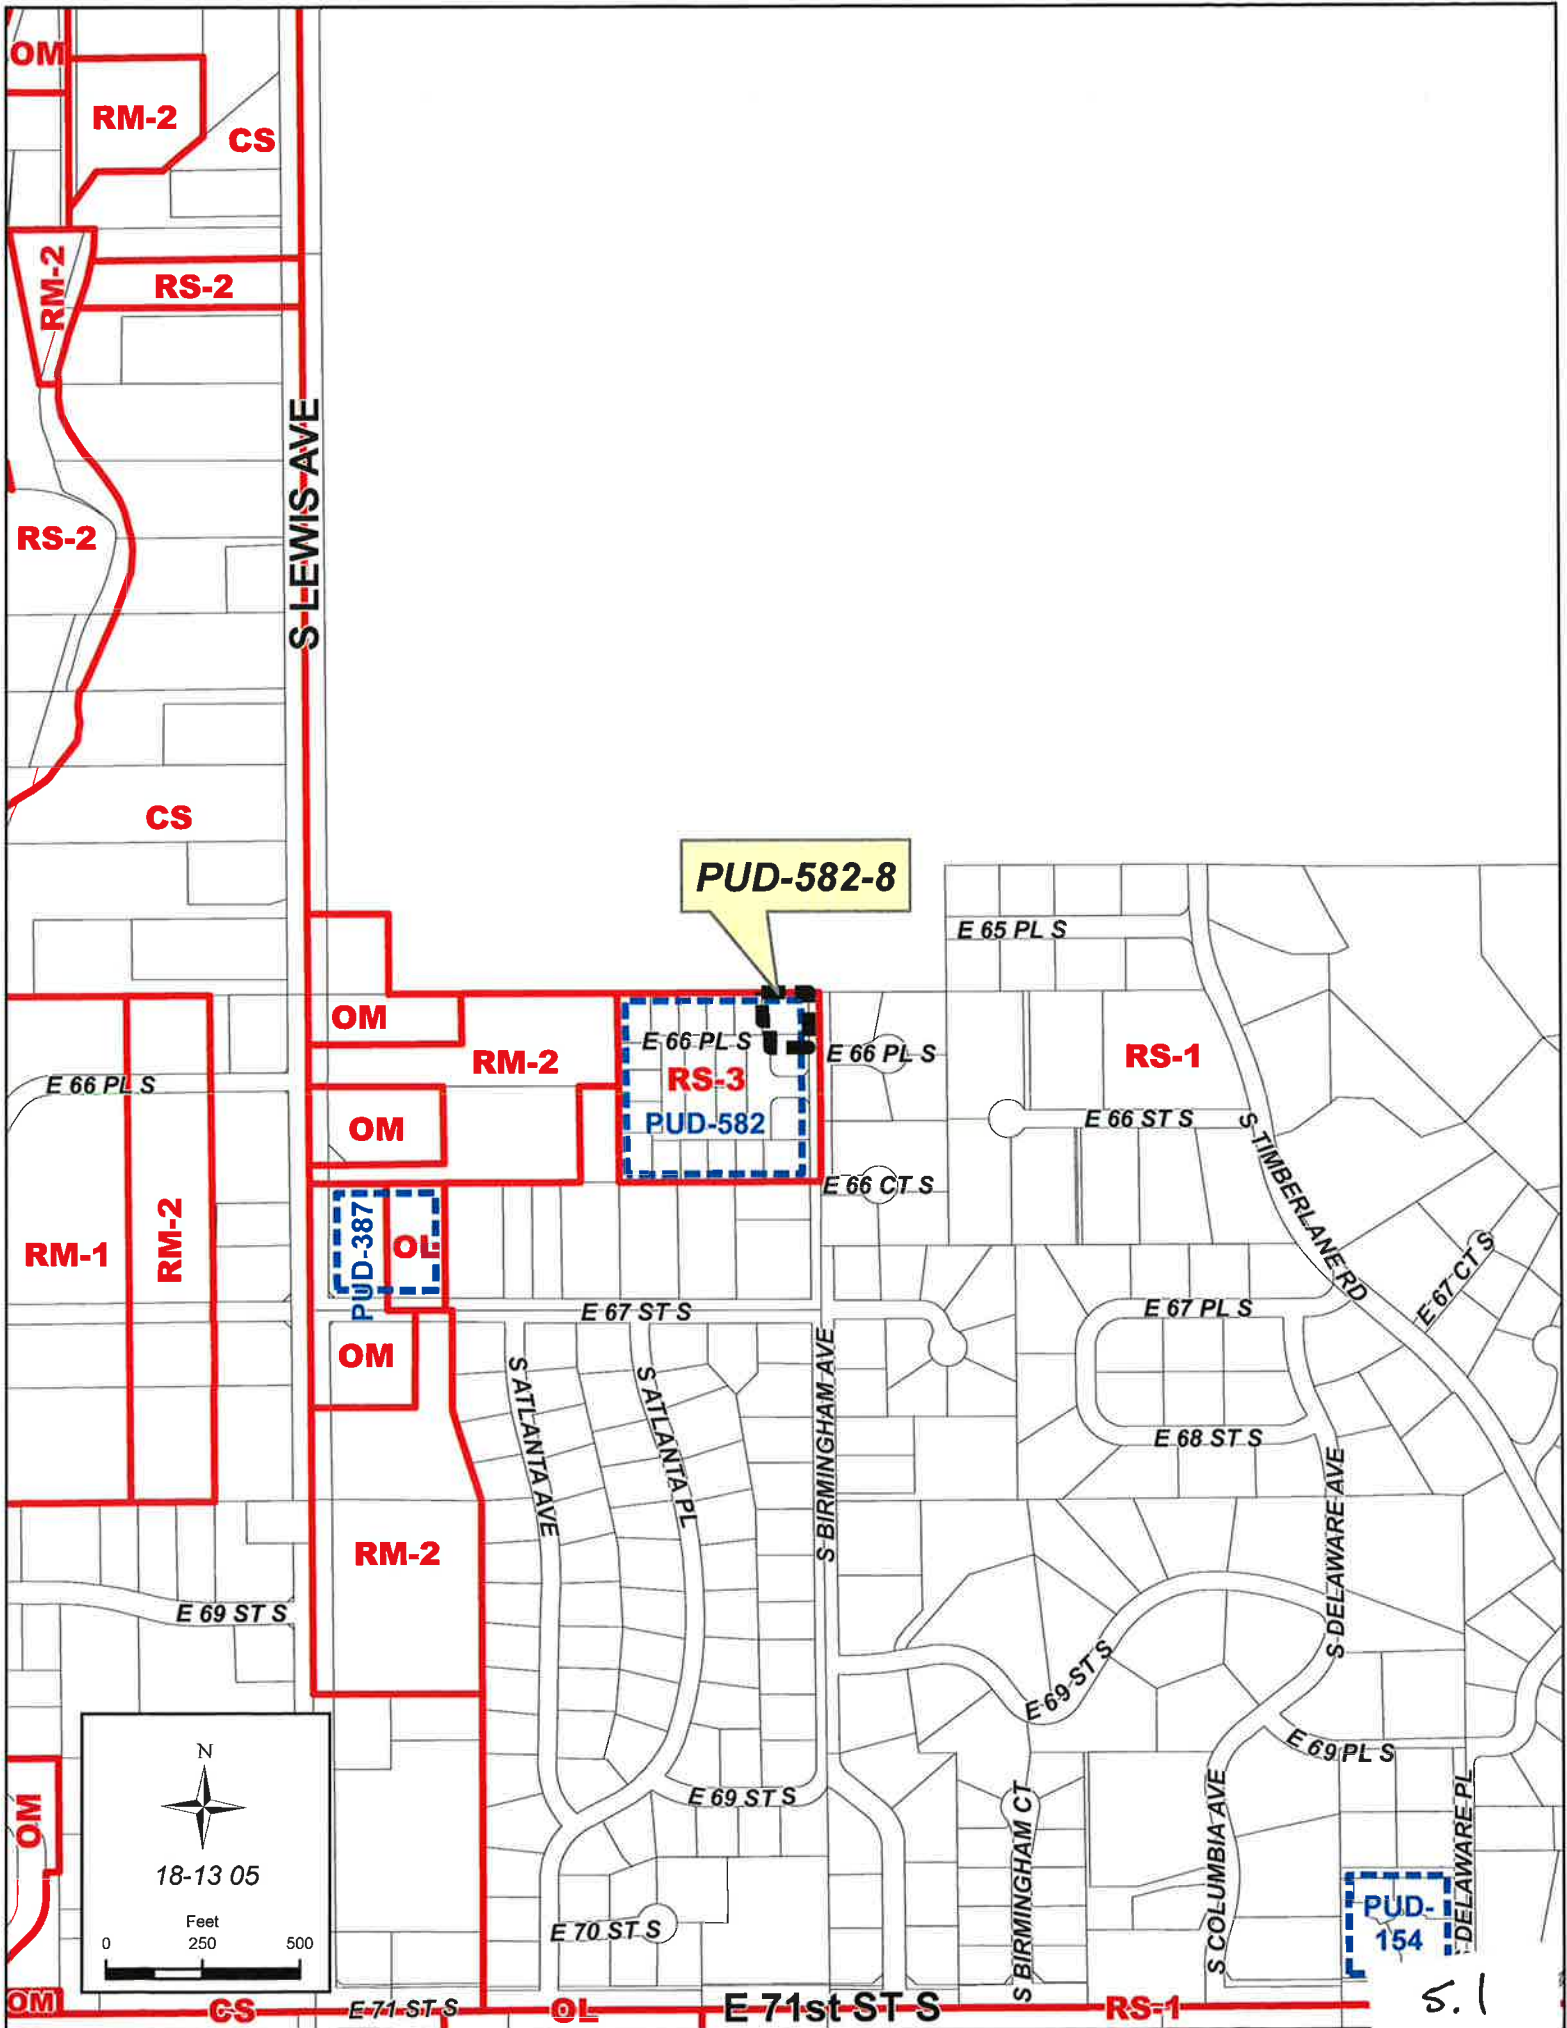 OM
RM-2
CS
RM-2
RS-2
S LEWIS AVE
RS-2
CS
PUD-582-8
E 65 PL S
OM
E 66 PL S
E 66 PL S
RM-2
RS-1
RS-3
E 66 PL S
OM
PUD-582
E 66 ST S
S TIMBERLANE RD
E 66 CT S
RM-1
RM-2
PUD-387
OL
E 67 CT S
E 67 ST S
E 67 PL S
OM
S ATLANTA AVE
S ATLANTA PL
S BIRMINGHAM AVE
E 68 ST S
S DELAWARE AVE
RM-2
E 69 ST S
E 69 ST S
E 69 PL S
N
18-13 05
Feet
0 250 500
OM
E 69 ST S
S BIRMINGHAM CT
S COLUMBIA AVE
DELAWARE PL
PUD-
154
E 70 ST S
OM
CS
E 71 ST S
OL
E 71st ST S
RS-1
5.1